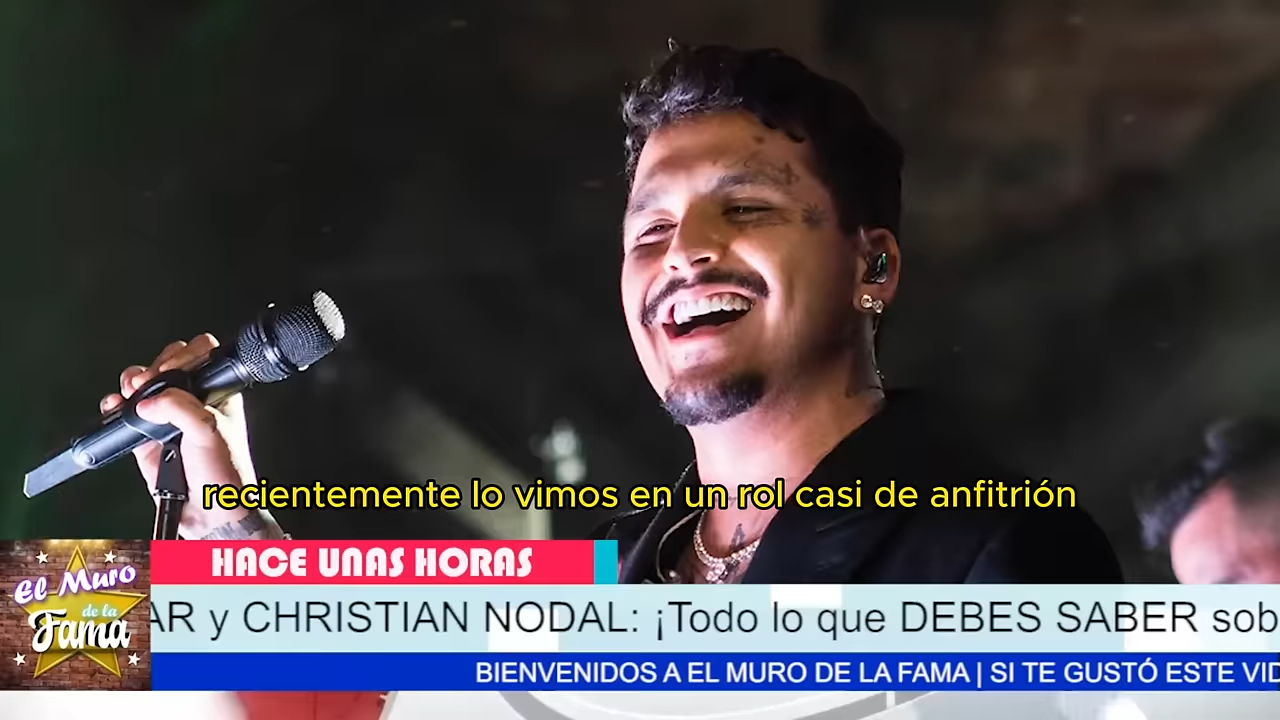 recientemente lo vimos en un rol casi de anfitrión
HACE UNAS HORAS
El Muro
de la
Fama
AR y CHRISTIAN NODAL: ¡Todo lo que DEBES SABER sob
BIENVENIDOS A EL MURO DE LA FAMA | SI TE GUSTÓ ESTE VID